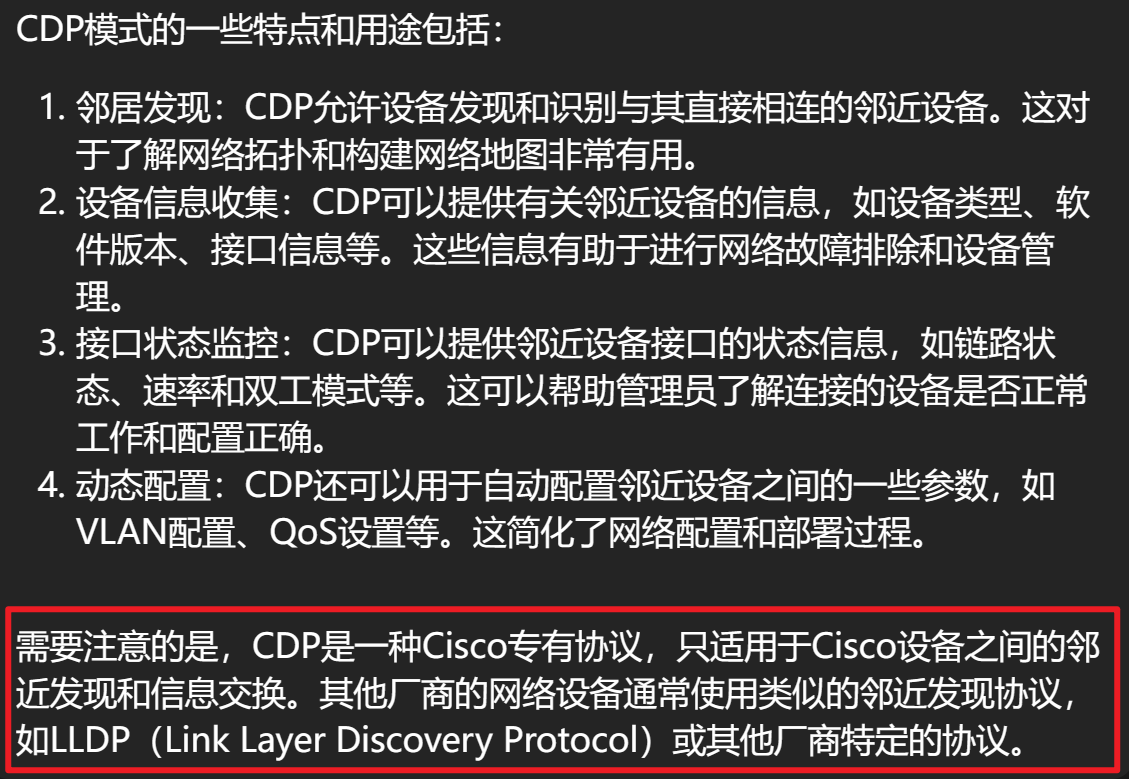 CDP模式的一些特点和用途包括：
1. 邻居发现：CDP允许设备发现和识别与其直接相连的邻近设备。这对
于了解网络拓扑和构建网络地图非常有用。
2. 设备信息收集：CDP可以提供有关邻近设备的信息，如设备类型、软
件版本、接口信息等。这些信息有助于进行网络故障排除和设备管
理。
3. 接口状态监控：CDP可以提供邻近设备接口的状态信息，如链路状
态、速率和双工模式等。这可以帮助管理员了解连接的设备是否正常
工作和配置正确。
4. 动态配置：CDP还可以用于自动配置邻近设备之间的一些参数，如
VLAN配置、QoS设置等。这简化了网络配置和部署过程。
需要注意的是，CDP是一种Cisco专有协议，只适用于Cisco设备之间的邻
近发现和信息交换。其他厂商的网络设备通常使用类似的邻近发现协议，
如LLDP（Link Layer Discovery Protocol）或其他厂商特定的协议。